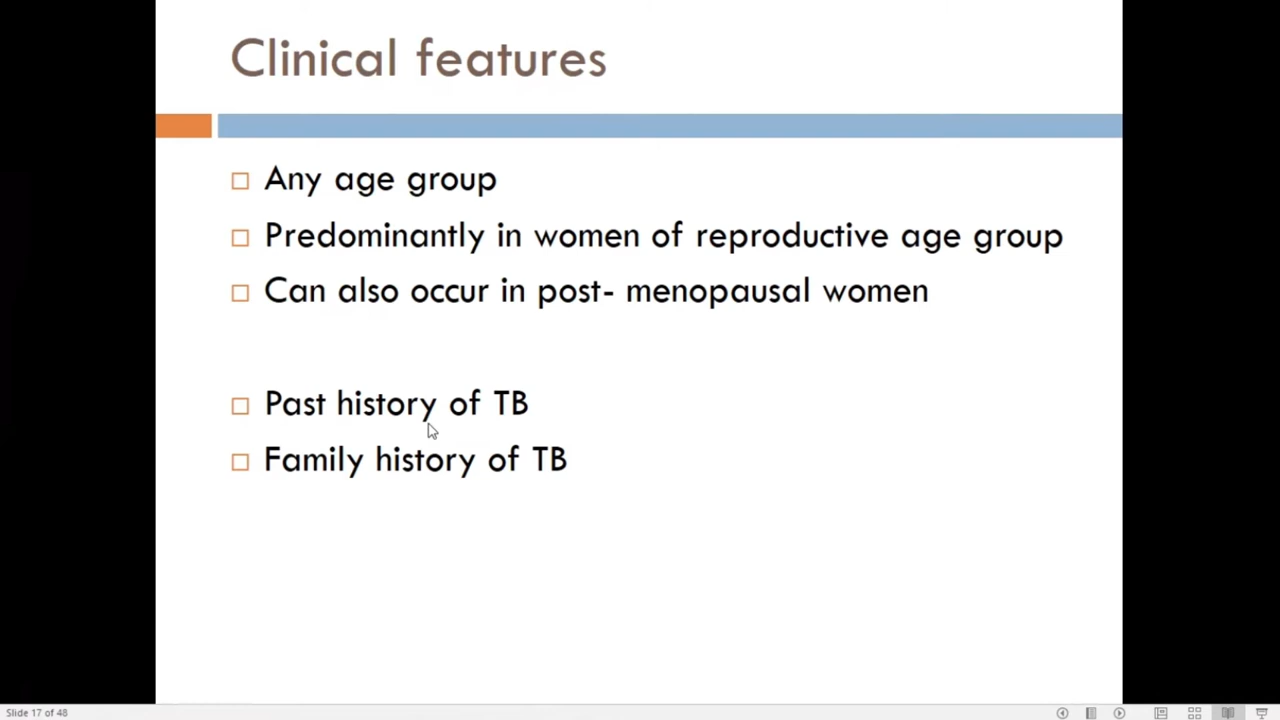 Clinical features
Any age group
Predominantly in women of reproductive age group
Can also occur in post- menopausal women
Past history of TB
Family history of TB
Slide 17 of 48